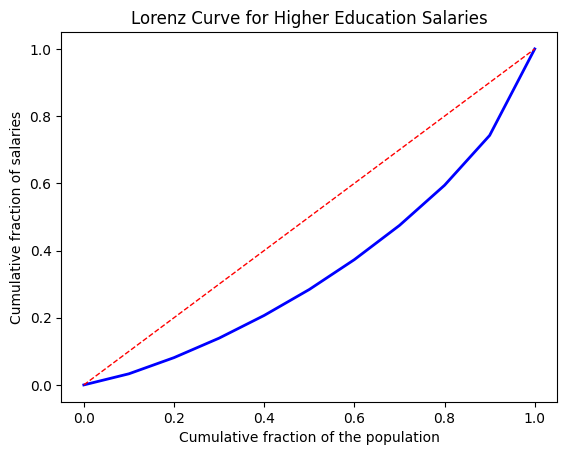 Lorenz Curve for Higher Education Salaries
Cumulative fraction of salaries
1.0
0.8
0.6
0.4
0.2
0.0
0.0 0.2 0.4 0.6 0.8 1.0
Cumulative fraction of the population